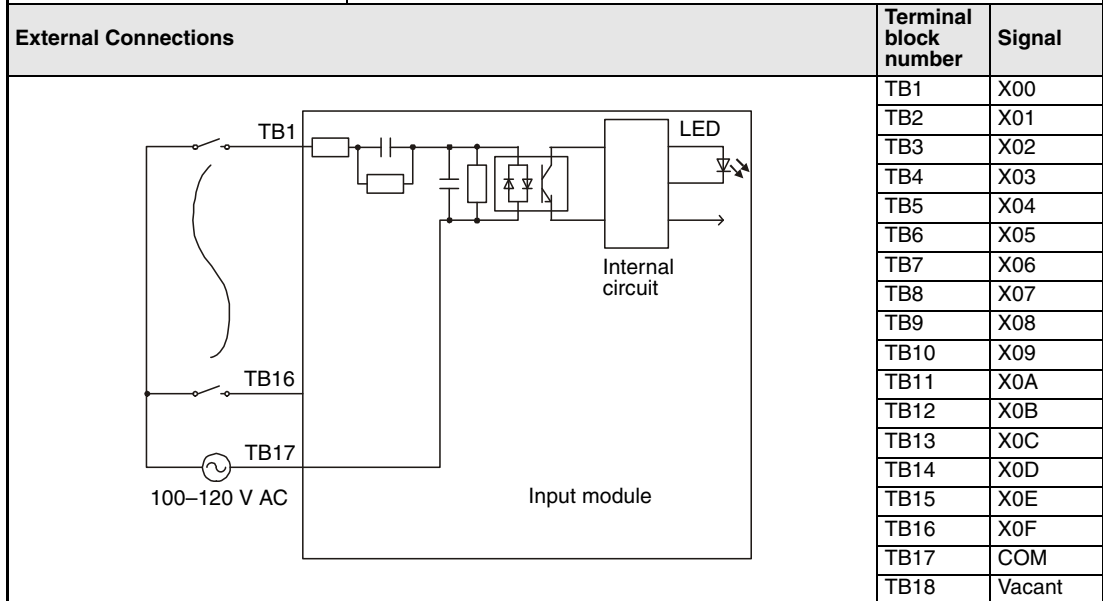 External Connections
Terminal block number
Signal
TB1
LED
Internal circuit
TB16
TB17
100–120 V AC
Input module
TB1 X00
TB2 X01
TB3 X02
TB4 X03
TB5 X04
TB6 X05
TB7 X06
TB8 X07
TB9 X08
TB10 X09
TB11 X0A
TB12 X0B
TB13 X0C
TB14 X0D
TB15 X0E
TB16 X0F
TB17 COM
TB18 Vacant